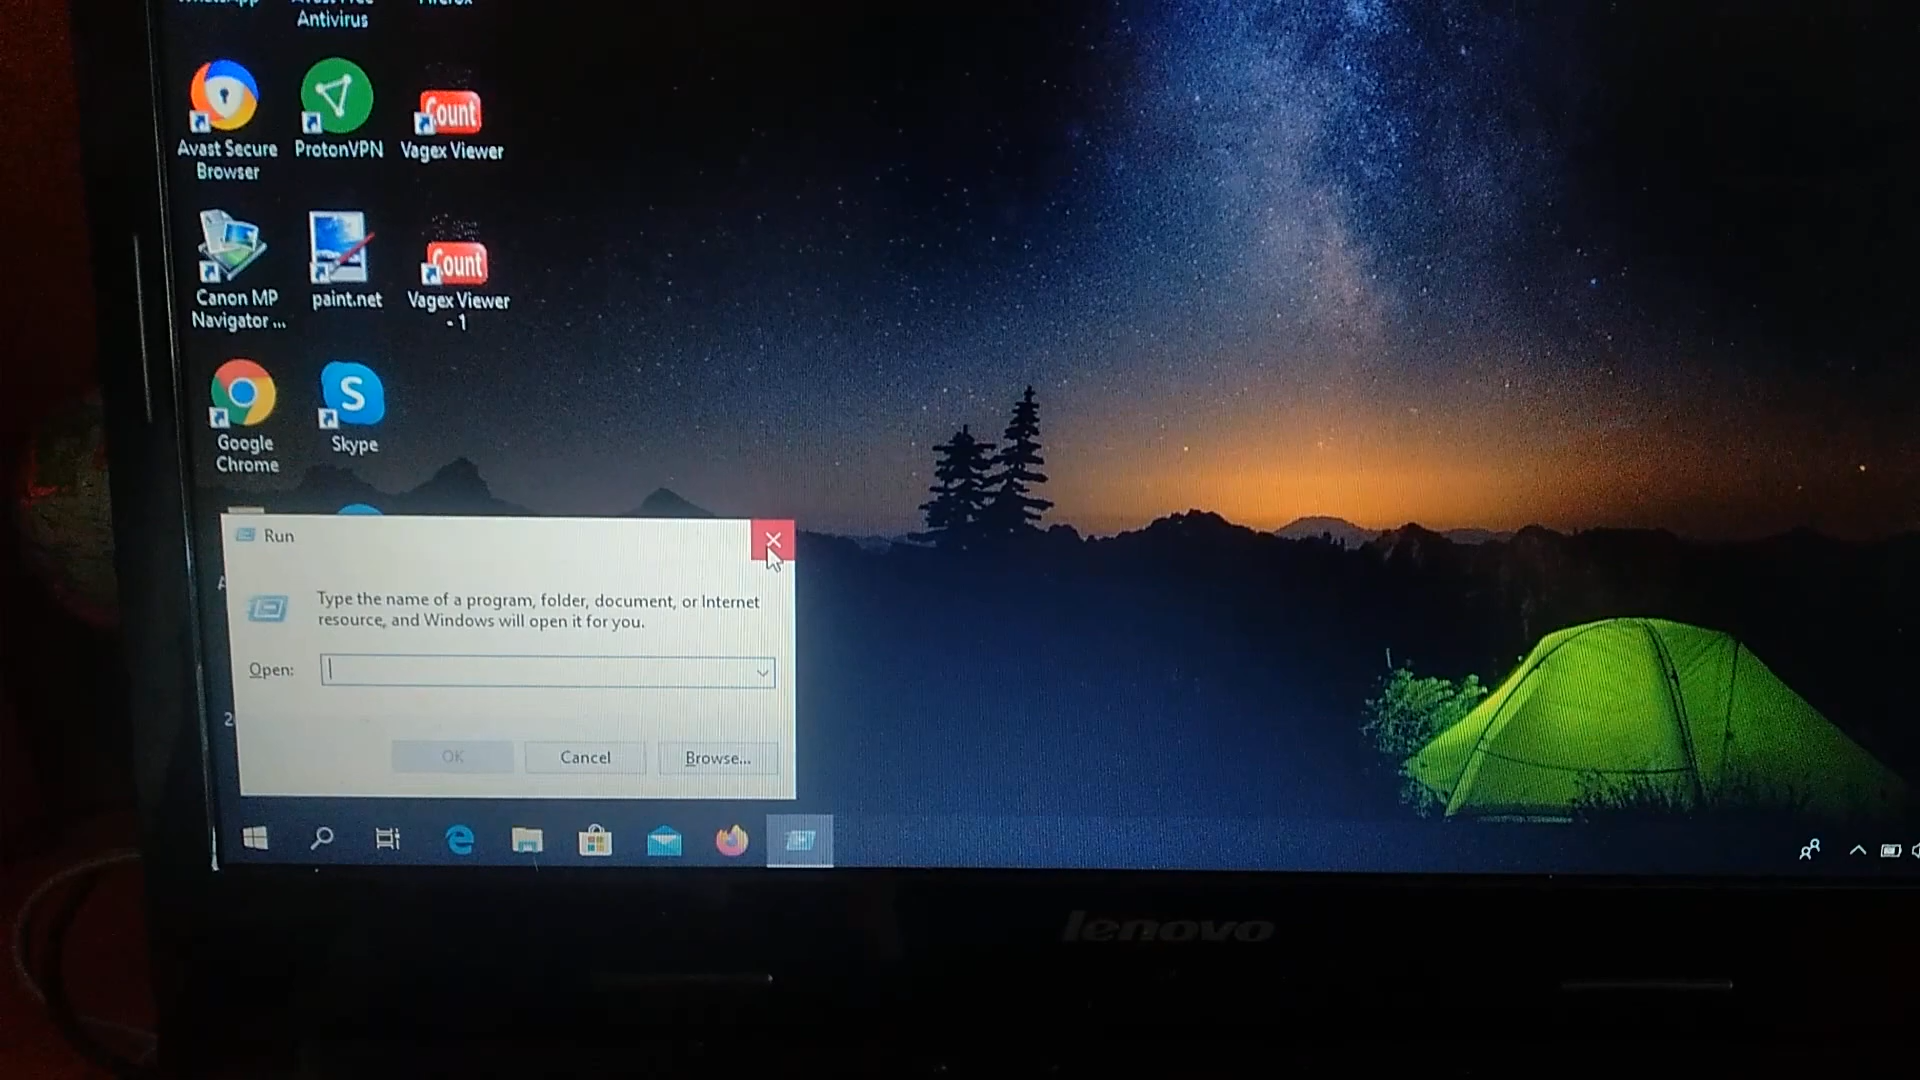 Antivirus
Avast Secure
Browser
ProtonVPN
Count
Vagex Viewer
Canon MP
Navigator ...
paint.net
Count
Vagex Viewer
- 1
Google
Chrome
S
Skype
Run
Type the name of a program, folder, document, or Internet
resource, and Windows will open it for you.
Open:
OK
Cancel
Browse...
lenovo